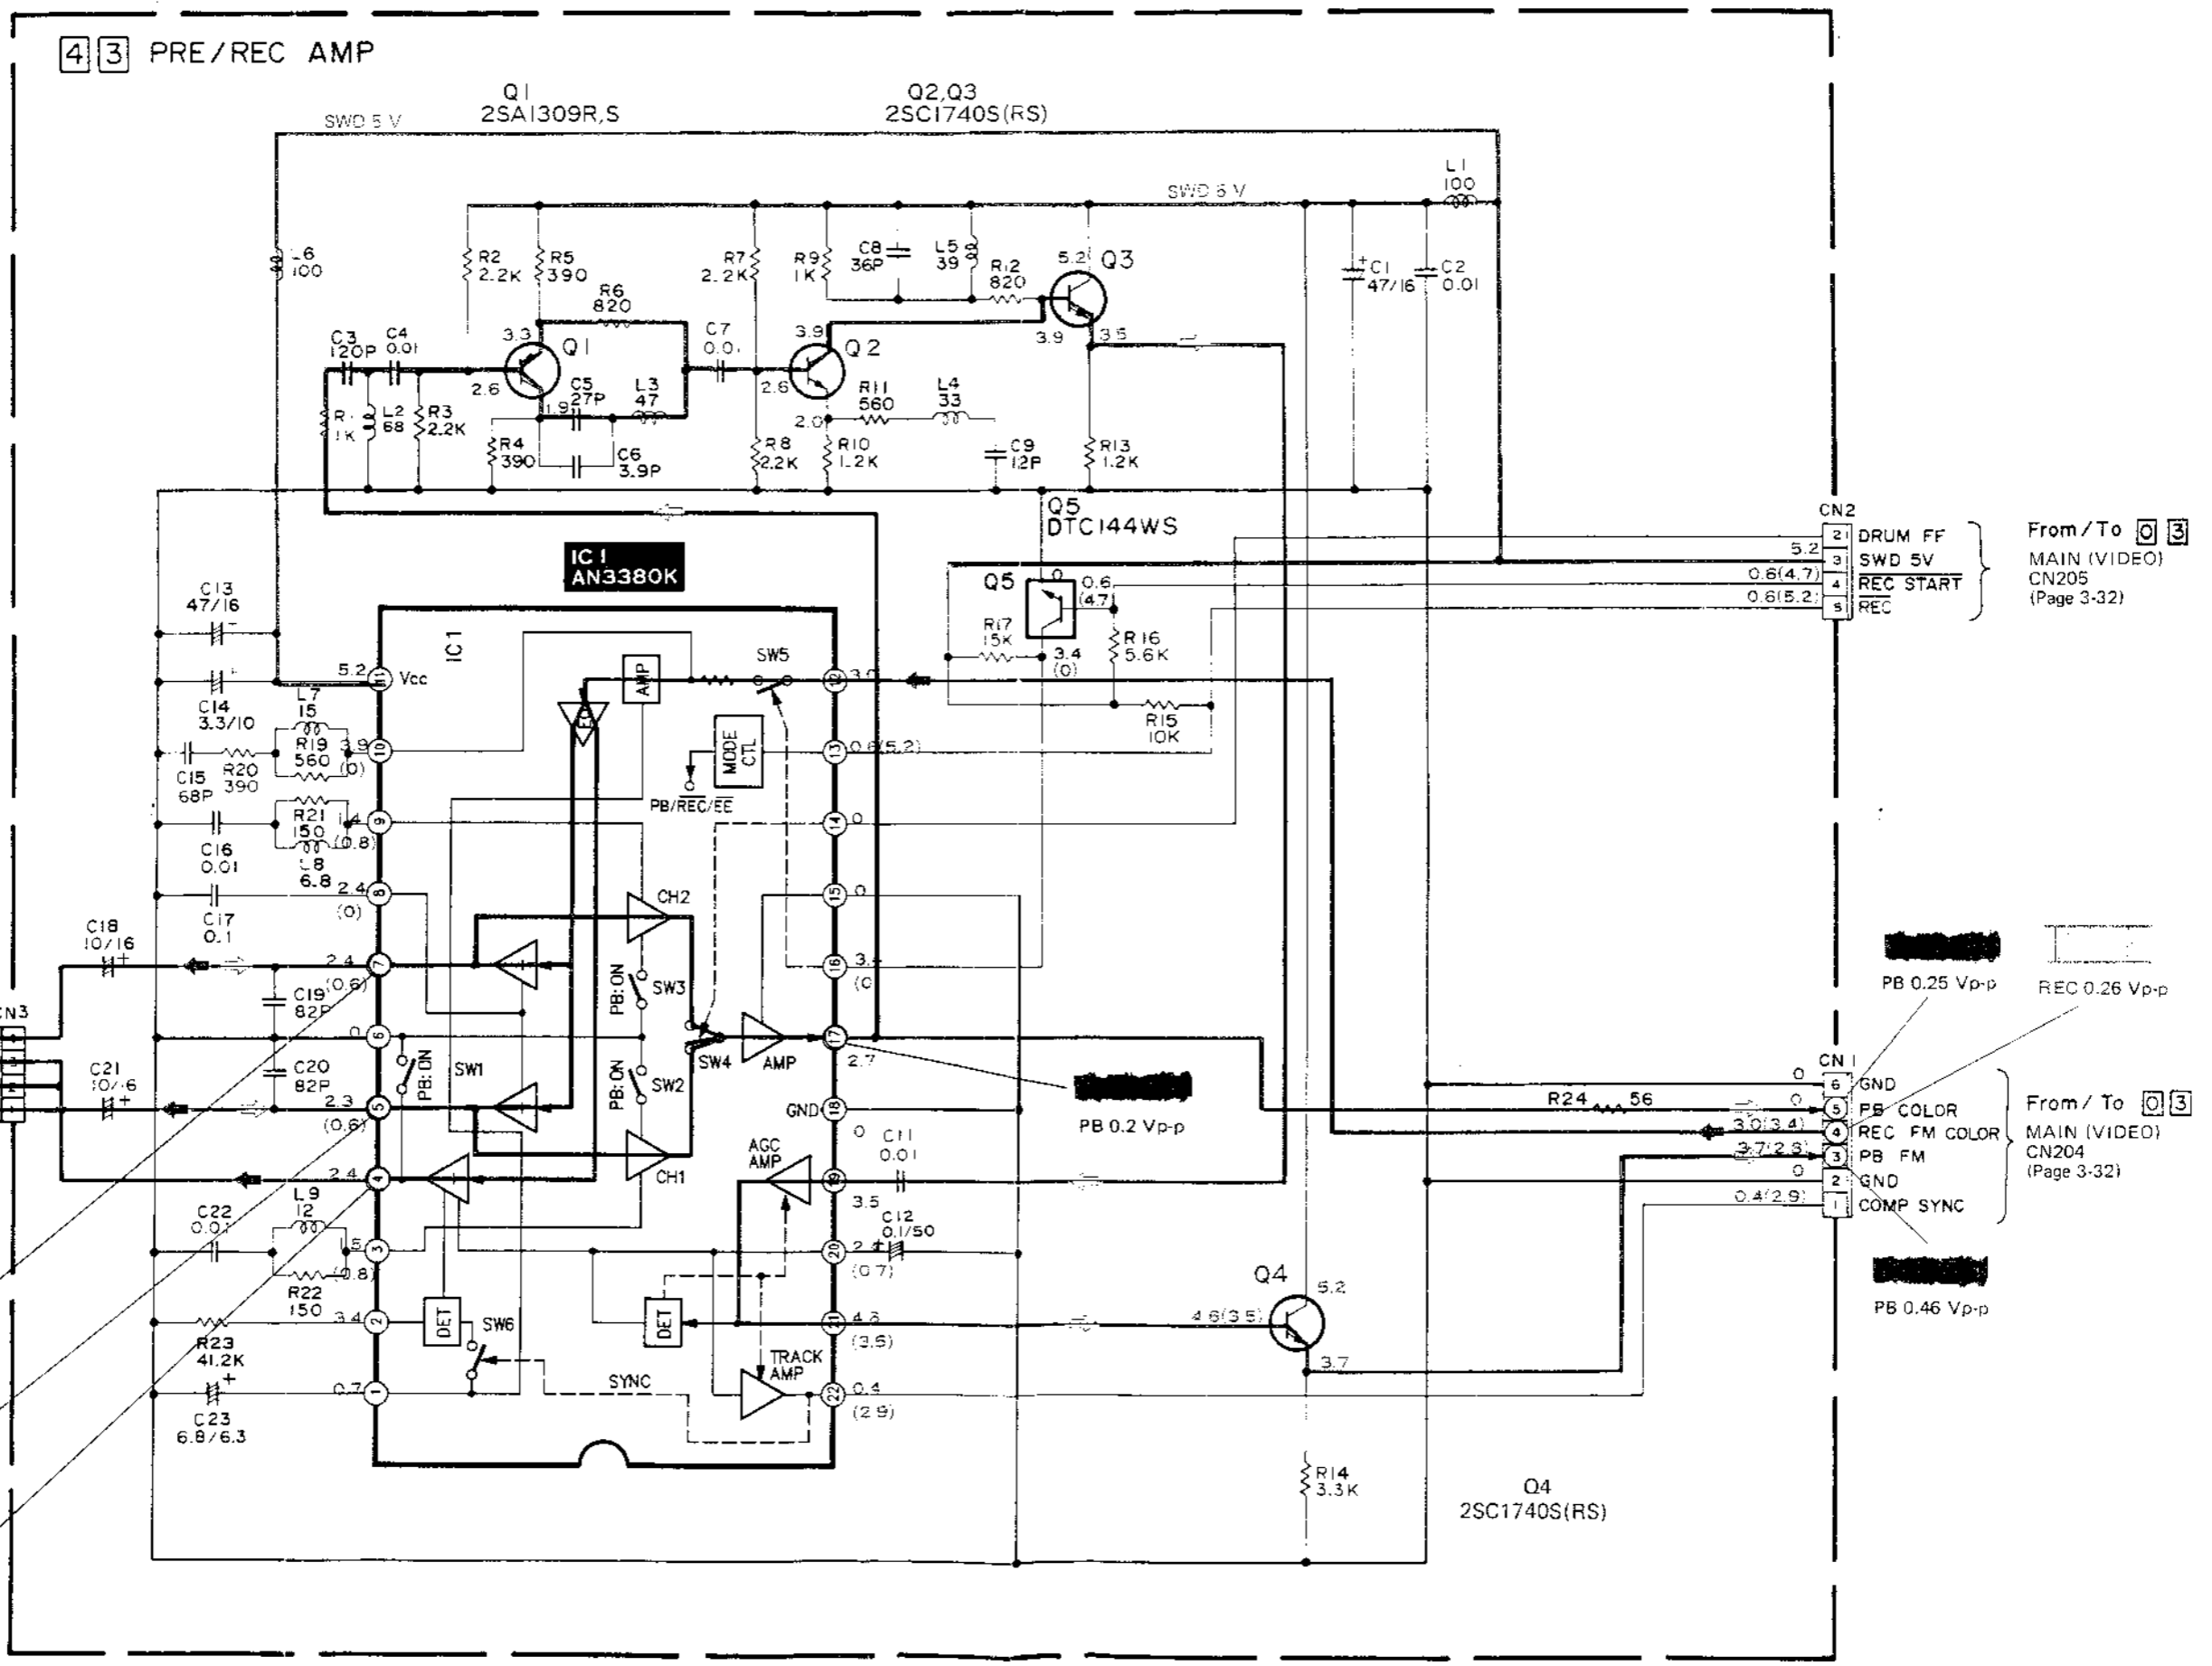 4 3 PRE/REC AMP
Q1
2SA1309R,S
Q2,Q3
2SC1740S(RS)
SWD 5 V
SWD 5 V
L1
100
L6
100
R2
2.2K
R5
390
R6
820
R7
2.2K
R9
1K
C8
36P
L5
39
R12
820
5.2
Q3
C1
47/16
C2
0.01
C3
120P
C4
0.01
3.3
Q1
C7
0.01
3.9
Q2
3.9
3.5
2.6
C5
27P
L3
47
2.6
R11
560
L4
33
R1
1K
L2
68
R3
2.2K
1.9
2.0
R4
390
C6
3.9P
R8
2.2K
R10
1.2K
C9
12P
R13
1.2K
Q5
DTC144WS
CN2
2 DRUM FF
5.2
3 SWD 5V
0.6(4.7)
4 REC START
0.6(5.2)
5 REC
From/To 0 3
MAIN (VIDEO)
CN205
(Page 3-32)
IC1
AN3380K
Q5
0
0.6
(4.7)
R17
15K
3.4
(0)
R16
5.6K
R15
10K
C13
47/16
IC1
5.2
11 Vcc
AMP
SW5
12 3.0
EQ
C14
3.3/10
L7
15
R19
560
3.9
(0)
10
MODE CTL
13 0.6(5.2)
C15
68P
R20
390
PB/REC/EE
R21
150
L8
6.8
1.4
(0.8)
9
14 0
C16
0.01
2.4
(0)
8
C17
0.1
CH2
15 0
C18
10/16
2.4
(0.6)
7
PB:ON
SW3
16 3.4
(0
C19
82P
CN3
0
6
SW4
AMP
17
2.7
C20
82P
PB:ON
SW1
PB:ON
SW2
C21
10/16
2.3
(0.6)
5
GND 18
0
PB 0.2 Vp-p
PB 0.25 Vp-p
REC 0.26 Vp-p
CN1
0
6 GND
R24 56
0
5 PB COLOR
3.0(3.4)
4 REC FM COLOR
3.7(2.8)
3 PB FM
0
2 GND
0.4(2.9)
1 COMP SYNC
From/To 0 3
MAIN (VIDEO)
CN204
(Page 3-32)
PB 0.46 Vp-p
AGC
AMP
C11
0.01
2.4
4
CH1
19
3.5
C22
0.01
L9
12
C12
0.1/50
3
(0.8)
20
(0.7)
R22
150
3.4
2
DET
SW6
DET
21 4.6
(3.5)
4.6(3.5)
Q4
5.2
3.7
R23
41.2K
TRACK
AMP
SYNC
0.7
1
22 0.4
(2.9)
C23
6.8/6.3
R14
3.3K
Q4
2SC1740S(RS)